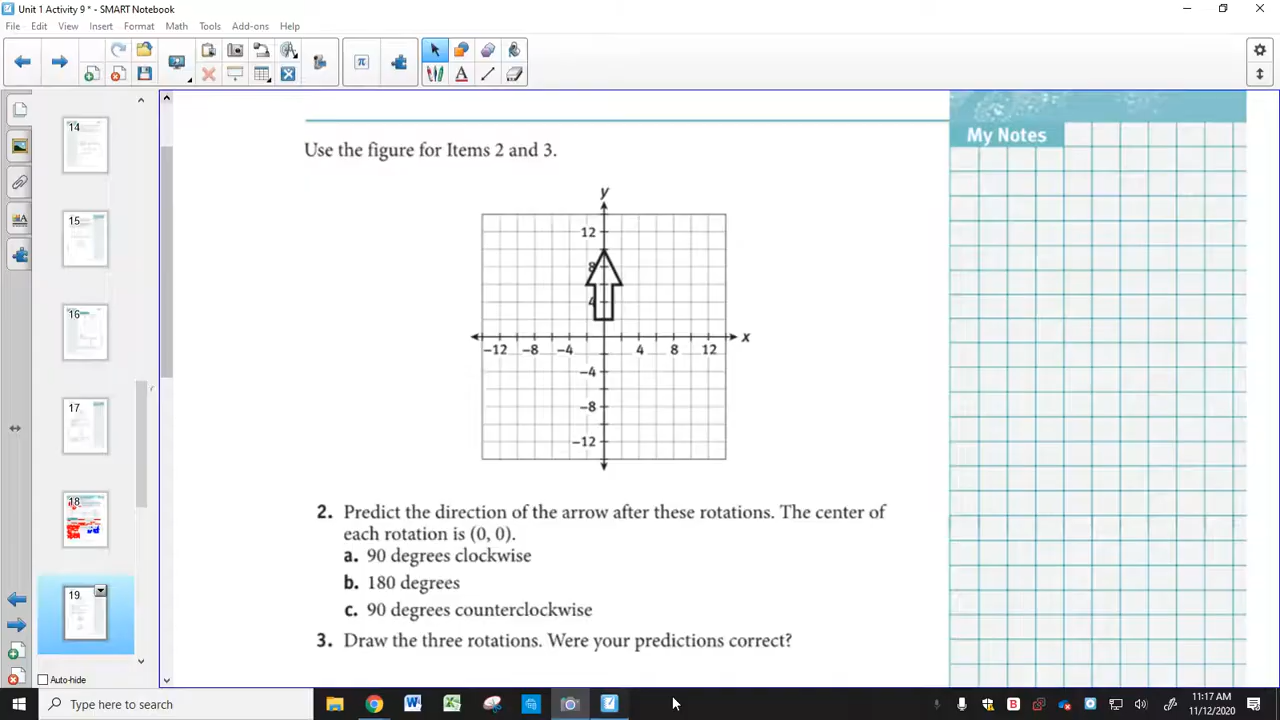 Unit 1 Activity 9 * - SMART Notebook
File Edit View Insert Format Math Tools Add-ons Help
14
15
16
17
18
19
Auto-hide
My Notes
Use the figure for Items 2 and 3.
y
12
8
4
-12 -8 -4 4 8 12 x
-4
-8
-12
2. Predict the direction of the arrow after these rotations. The center of
each rotation is (0, 0).
a. 90 degrees clockwise
b. 180 degrees
c. 90 degrees counterclockwise
3. Draw the three rotations. Were your predictions correct?
Type here to search
11:17 AM
11/12/2020